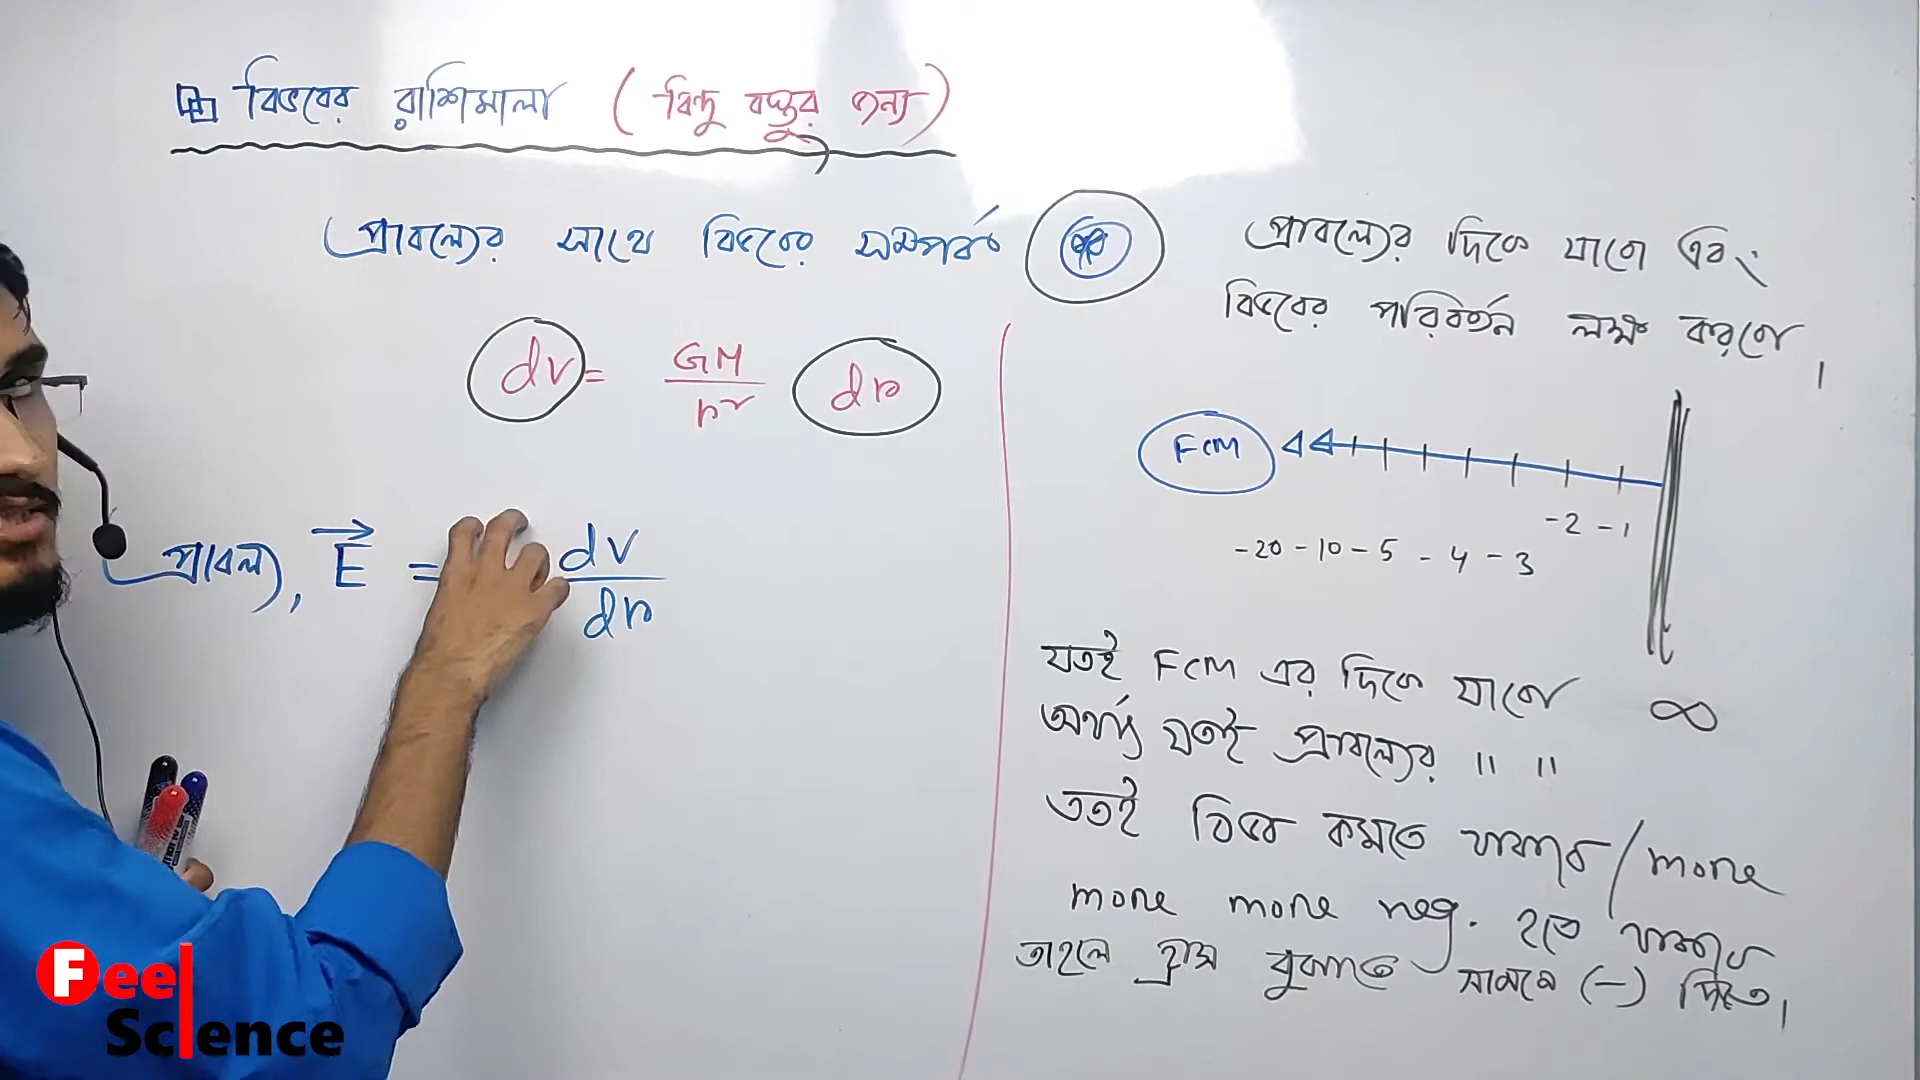 বিভবের রাশিমালা (বিন্দু বস্তুর জন্য)
প্রাবল্যের সাথে বিভবের সম্পর্ক
dv = GM/r² dr
প্রাবল্য, E⃗ = dv/dr
প্রাবল্যের দিকে যাবো এবং
বিভবের পরিবর্তন লক্ষ করবো।
FCM
-20 -10 -5 -4 -3 -2 -1
∞
যতই FCM এর দিকে যাবো
অর্থাৎ যতই প্রাবল্যের " "
ততই বিভব কমতে থাকবে / more
more more neg. হতে থাকবে
তাহলে হ্রাস বুঝাতে সামনে (-) দিতে।
Feel Science